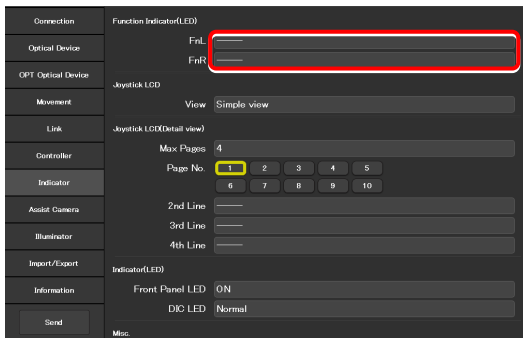 Connection
Optical Device
OPT Optical Device
Movement
Link
Controller
Indicator
Assist Camera
Illuminator
Import/Export
Information
Send
Function Indicator(LED)
FnL ———
FnR ———
Joystick LCD
View Simple view
Joystick LCD(Detail view)
Max Pages 4
Page No. 1 2 3 4 5
6 7 8 9 10
2nd Line ———
3rd Line ———
4th Line ———
Indicator(LED)
Front Panel LED ON
DIC LED Normal
Misc.